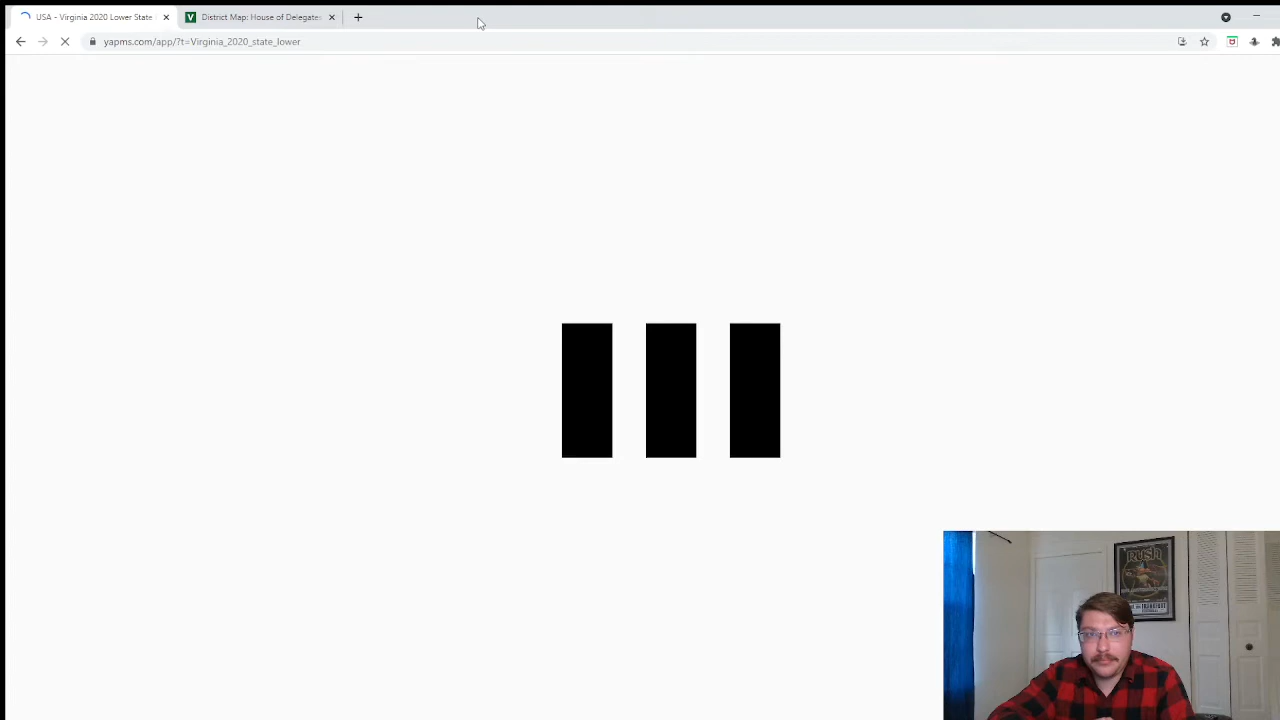 USA - Virginia 2020 Lower State
District Map: House of Delegates
yapms.com/app/?t=Virginia_2020_state_lower
RUSH